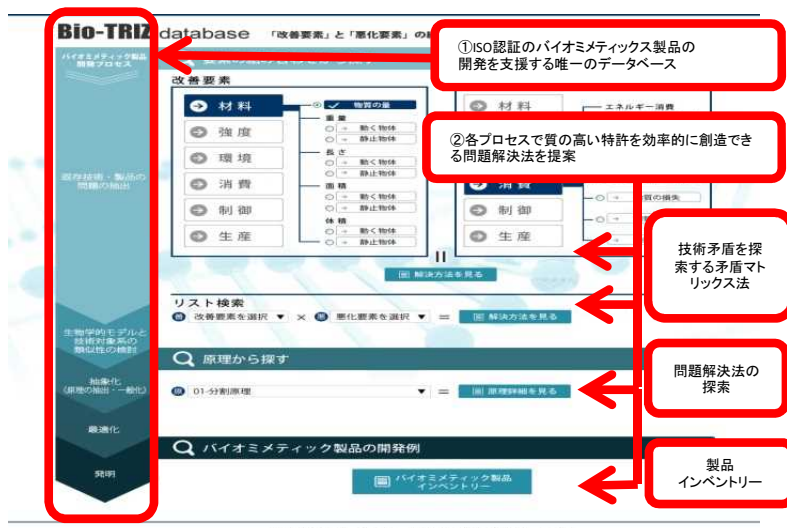 Bio-TRIZ database 「改善要素」と「悪化要素」の
①ISO認証のバイオミメティックス製品の
開発を支援する唯一のデータベース
バイオミメティック製品
開発プロセス
改善要素
材料
強度
環境
消費
制御
生産
物質の量
重量
動く物体
静止物体
長さ
動く物体
静止物体
面積
動く物体
静止物体
体積
動く物体
静止物体
材料
エネルギー消費
②各プロセスで質の高い特許を効率的に創造でき
る問題解決法を提案
消費
制御
生産
物質の損失
既存技術・製品の
問題の抽出
技術矛盾を探
索する矛盾マト
リックス法
解決方法を見る
リスト検索
改善要素を選択 ▼ × 悪化要素を選択 ▼ = 解決方法を見る
生物学的モデルと
技術対象系の
類似性の検討
原理から探す
問題解決法の
探索
抽象化
(原理の抽出・一般化)
01-分割原理 ▼ = 原理詳細を見る
最適化
バイオミメティック製品の開発例
発明
バイオミメティック製品
インベントリー
製品
インベントリー